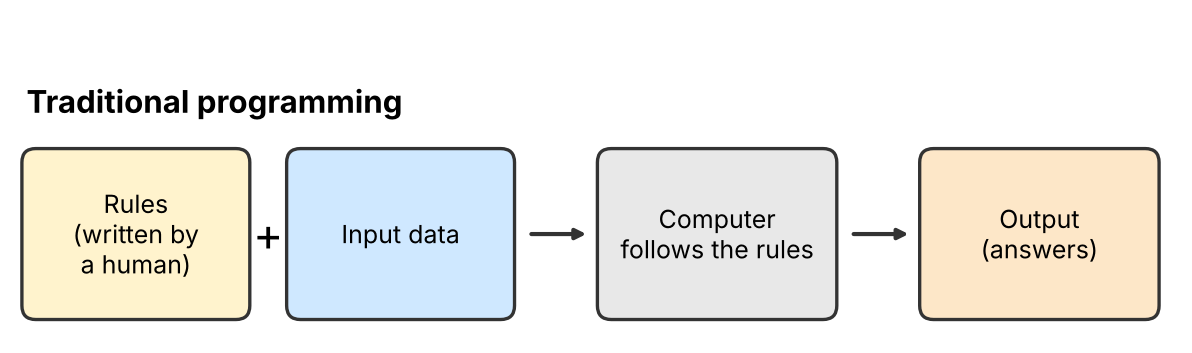 Traditional programming
Rules
(written by
a human)
+
Input data
Computer
follows the rules
Output
(answers)